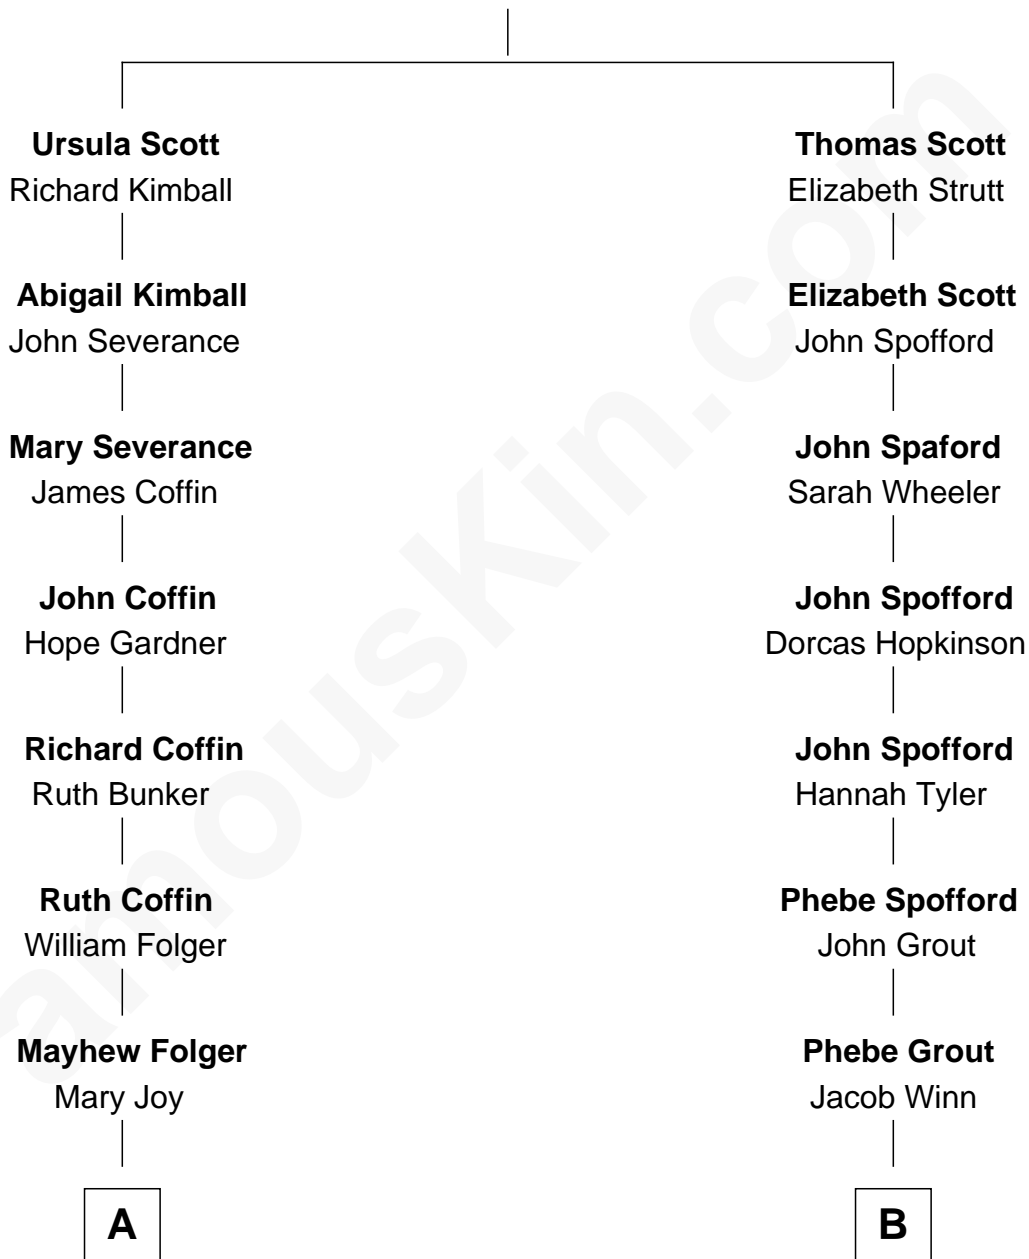 Ursula Scott
Richard Kimball
Thomas Scott
Elizabeth Strutt
Abigail Kimball
John Severance
Elizabeth Scott
John Spofford
Mary Severance
James Coffin
John Spaford
Sarah Wheeler
John Coffin
Hope Gardner
John Spofford
Dorcas Hopkinson
Richard Coffin
Ruth Bunker
John Spofford
Hannah Tyler
Ruth Coffin
William Folger
Phebe Spofford
John Grout
Mayhew Folger
Mary Joy
Phebe Grout
Jacob Winn
A
B
amouskin.com